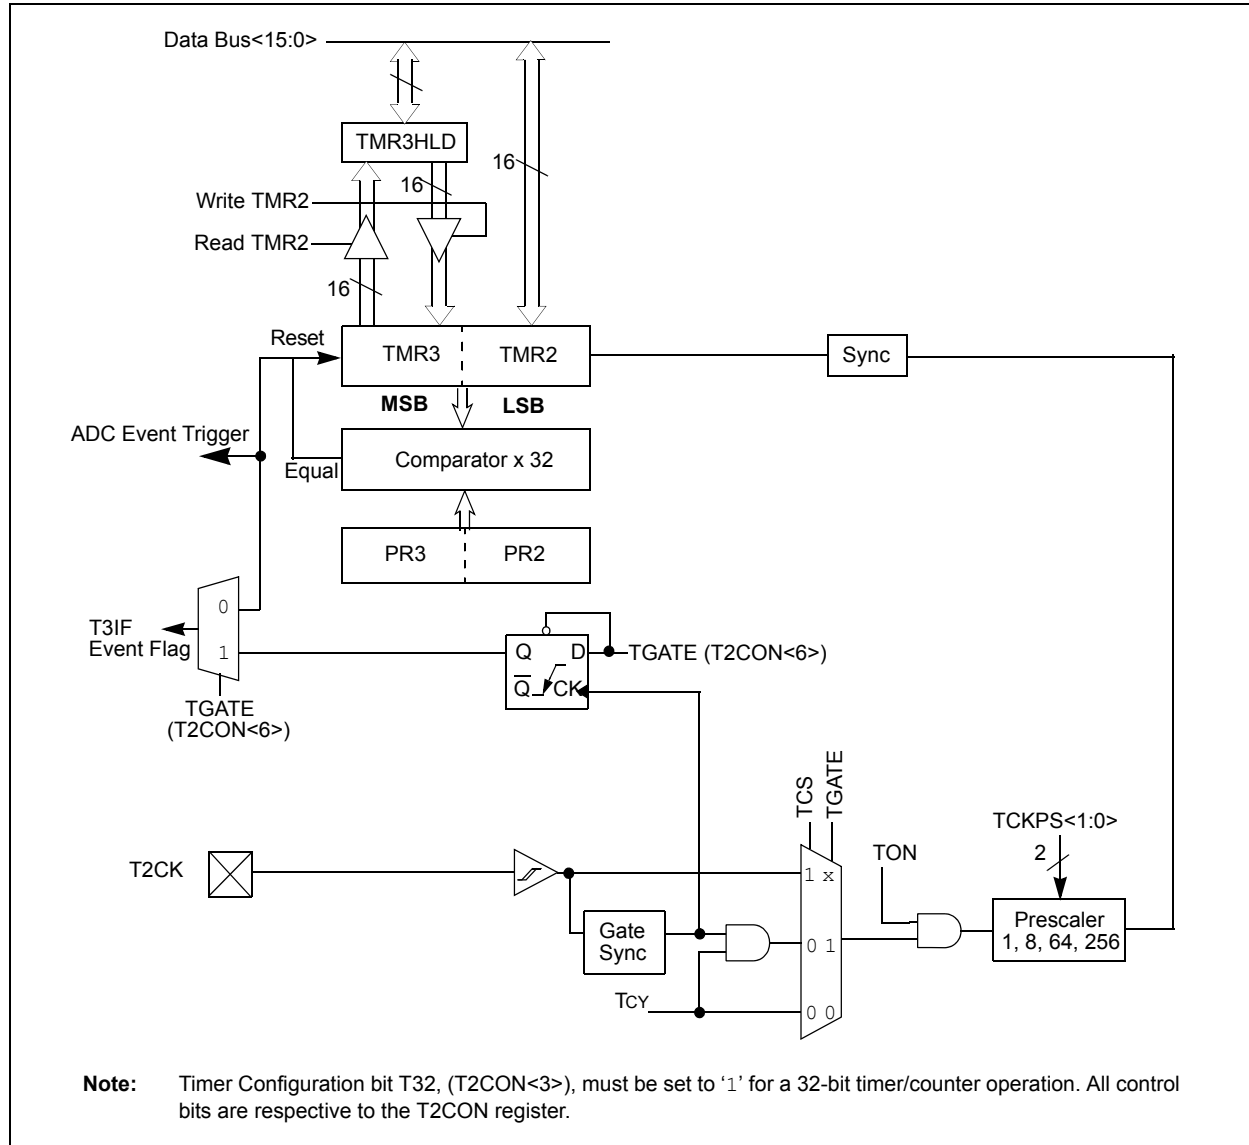 Data Bus<15:0>
TMR3HLD
16
16
Write TMR2
Read TMR2
16
Reset
TMR3
TMR2
Sync
MSB
LSB
ADC Event Trigger
Equal
Comparator x 32
PR3
PR2
0
T3IF
Event Flag
1
Q
D
TGATE (T2CON<6>)
Q
CK
TGATE
(T2CON<6>)
TCS
TGATE
TCKPS<1:0>
2
TON
T2CK
1 x
Prescaler
1, 8, 64, 256
Gate
Sync
0 1
TCY
0 0
Note: Timer Configuration bit T32, (T2CON<3>), must be set to ‘1’ for a 32-bit timer/counter operation. All control
bits are respective to the T2CON register.